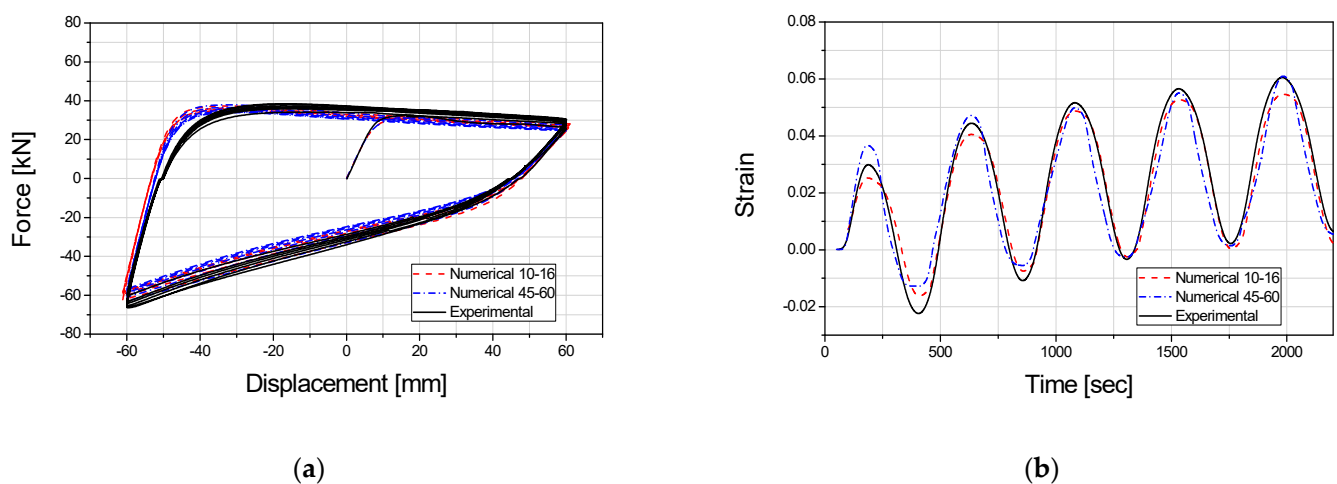 80
60
40
20
0
-20
-40
-60
-80
Force [kN]
-60 -40 -20 0 20 40 60
Displacement [mm]
Numerical 10-16
Numerical 45-60
Experimental
(a)
0.06
0.04
0.02
0.00
-0.02
Strain
0 500 1000 1500 2000
Time [sec]
Numerical 10-16
Numerical 45-60
Experimental
(b)